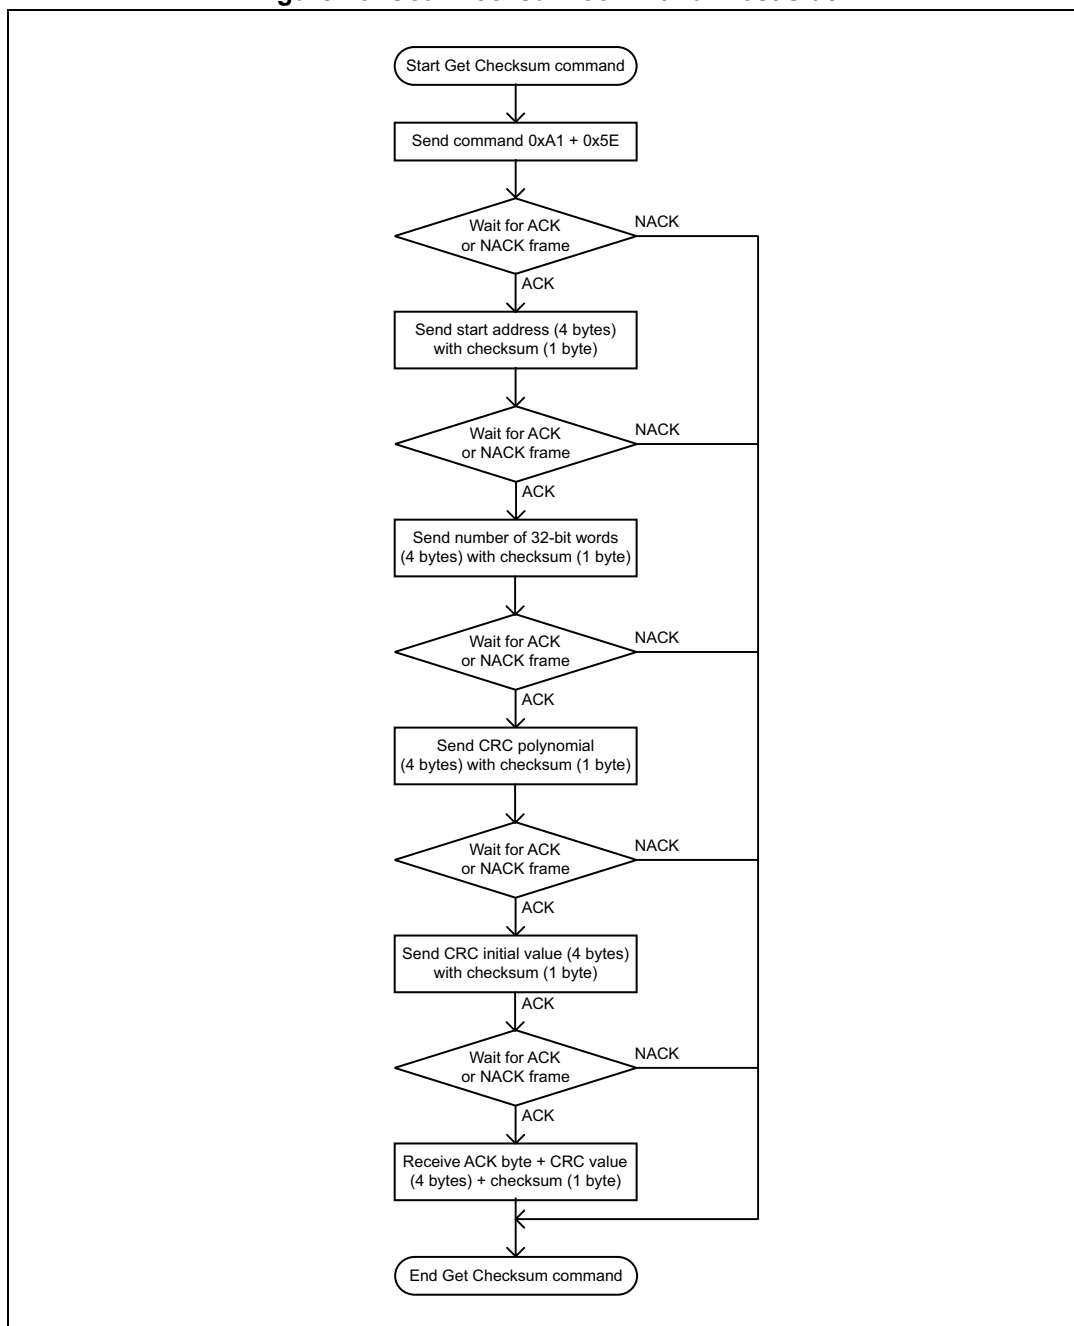 Start Get Checksum command
Send command 0xA1 + 0x5E
Wait for ACK
or NACK frame
NACK
ACK
Send start address (4 bytes)
with checksum (1 byte)
Wait for ACK
or NACK frame
NACK
ACK
Send number of 32-bit words
(4 bytes) with checksum (1 byte)
Wait for ACK
or NACK frame
NACK
ACK
Send CRC polynomial
(4 bytes) with checksum (1 byte)
Wait for ACK
or NACK frame
NACK
ACK
Send CRC initial value (4 bytes)
with checksum (1 byte)
ACK
Wait for ACK
or NACK frame
NACK
ACK
Receive ACK byte + CRC value
(4 bytes) + checksum (1 byte)
End Get Checksum command